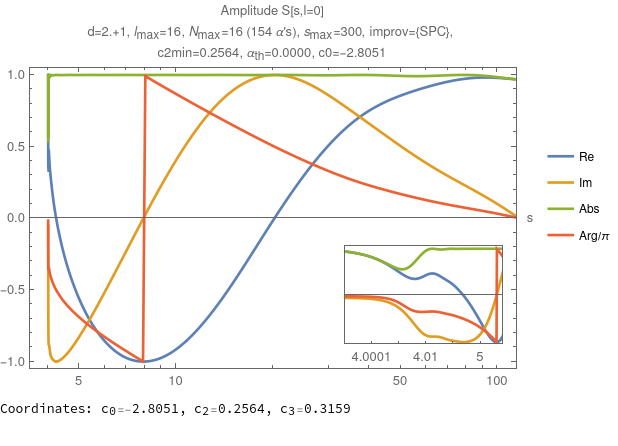 Amplitude S[s,l=0]
d=2.+1, lmax=16, Nmax=16 (154 α's), smax=300, improv={SPC},
c2min=0.2564, αth=0.0000, c0=-2.8051
1.0
0.5
0.0
-0.5
-1.0
s
Re
Im
Abs
Arg/π
4.0001 4.01 5
5 10 50 100
Coordinates: c0=-2.8051, c2=0.2564, c3=0.3159